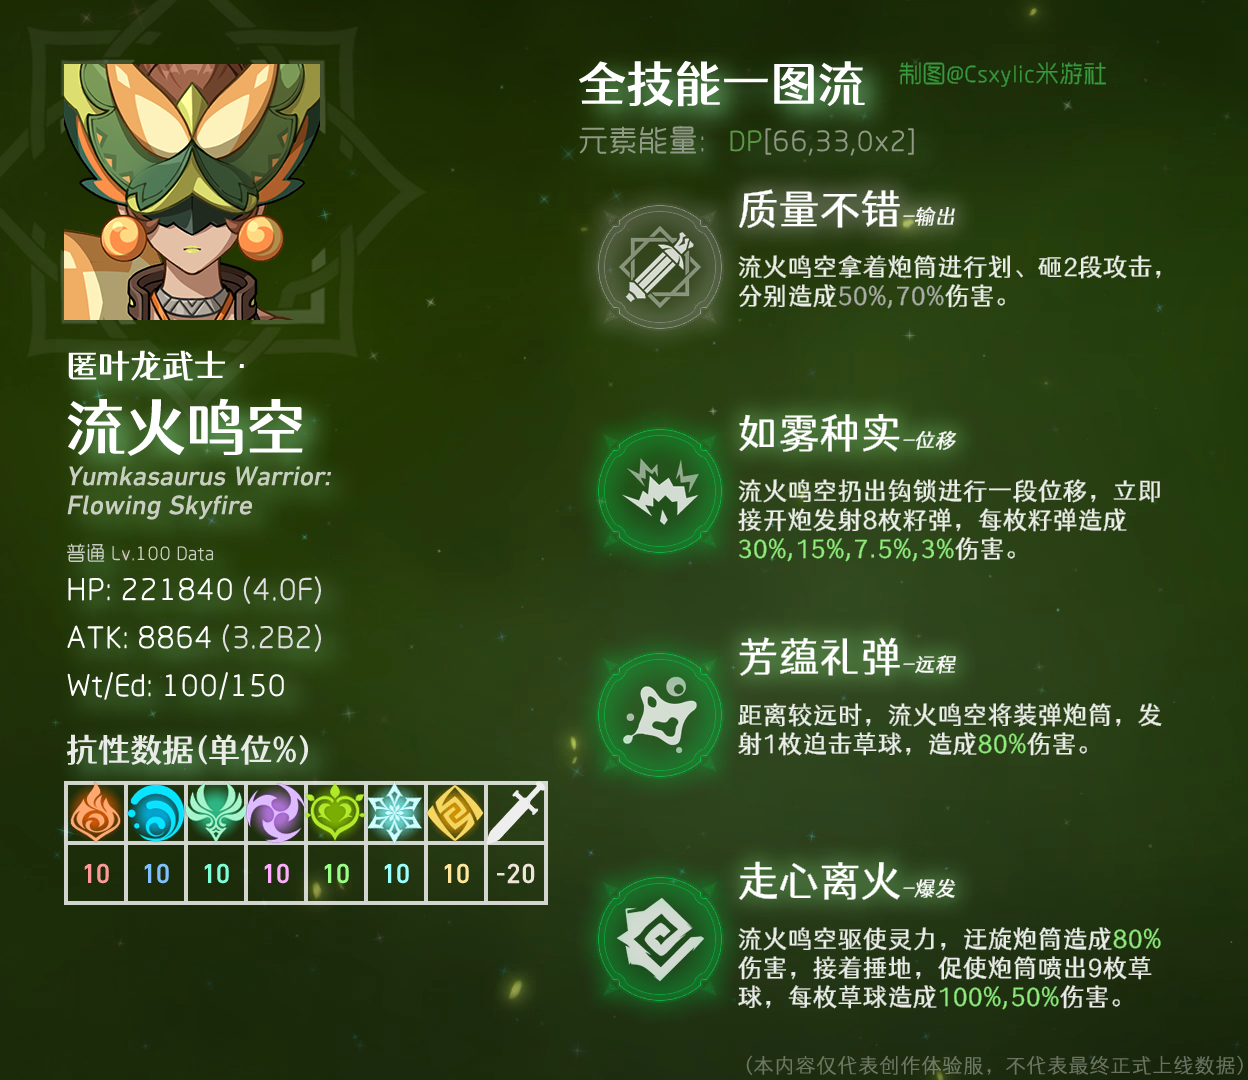 全技能一图流
制图@Csxylic米游社
元素能量： DP[66,33,0x2]
质量不错-输出
流火鸣空拿着炮筒进行划、砸2段攻击，
分别造成50%,70%伤害。
匿叶龙武士·
流火鸣空
Yumkasaurus Warrior:
Flowing Skyfire
普通 Lv.100 Data
HP: 221840 (4.0F)
ATK: 8864 (3.2B2)
Wt/Ed: 100/150
抗性数据(单位%)
10 10 10 10 10 10 10 -20
如雾种实-位移
流火鸣空扔出钩锁进行一段位移，立即
接开炮发射8枚籽弹，每枚籽弹造成
30%,15%,7.5%,3%伤害。
芳蕴礼弹-远程
距离较远时，流火鸣空将装弹炮筒，发
射1枚迫击草球，造成80%伤害。
走心离火-爆发
流火鸣空驱使灵力，迂旋炮筒造成80%
伤害，接着捶地，促使炮筒喷出9枚草
球，每枚草球造成100%,50%伤害。
(本内容仅代表创作体验服，不代表最终正式上线数据)